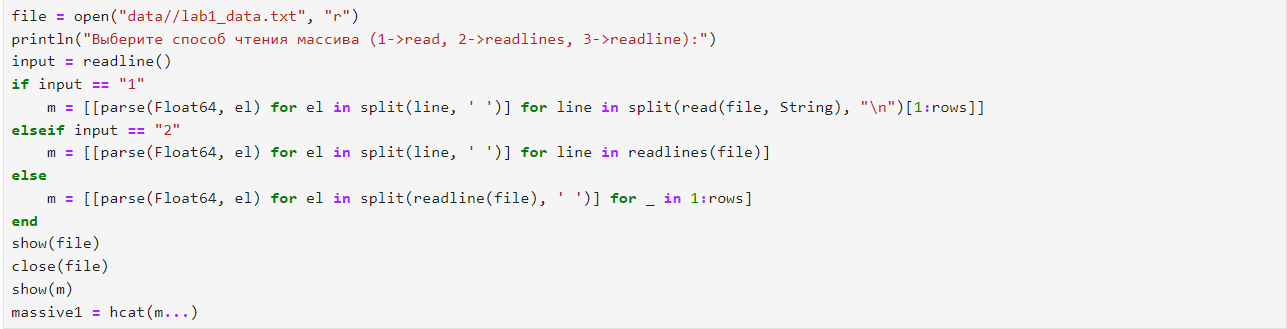 file = open("data//lab1_data.txt", "r")
println("Выберите способ чтения массива (1->read, 2->readlines, 3->readline):")
input = readline()
if input == "1"
    m = [[parse(Float64, el) for el in split(line, ' ')] for line in split(read(file, String), "\n")[1:rows]]
elseif input == "2"
    m = [[parse(Float64, el) for el in split(line, ' ')] for line in readlines(file)]
else
    m = [[parse(Float64, el) for el in split(readline(file), ' ')] for _ in 1:rows]
end
show(file)
close(file)
show(m)
massive1 = hcat(m...)